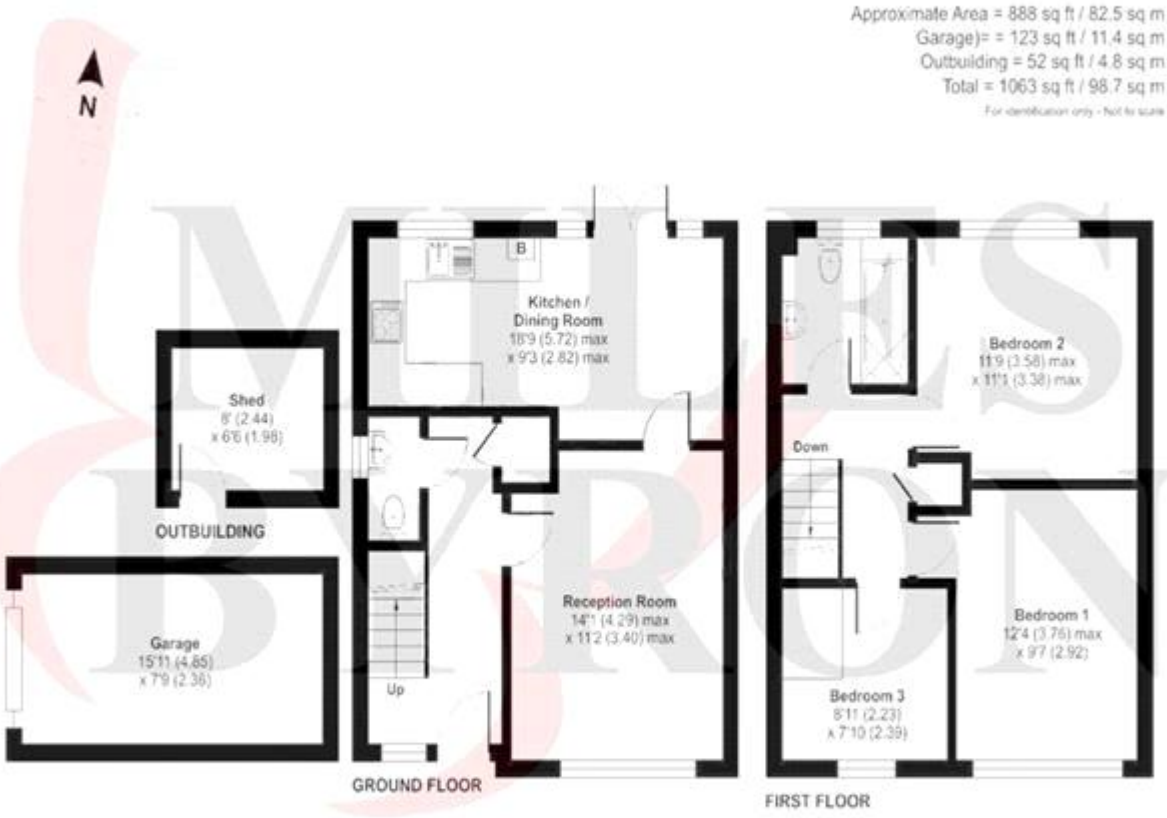 Approximate Area = 888 sq ft / 82.5 sq m
Garage)= = 123 sq ft / 11.4 sq m
Outbuilding = 52 sq ft / 4.8 sq m
Total = 1063 sq ft / 98.7 sq m
For identification only - Not to scale
N
MILES
BYRON
B
Kitchen /
Dining Room
18'9 (5.72) max
x 9'3 (2.82) max
Bedroom 2
11'9 (3.58) max
x 11'1 (3.38) max
Shed
8' (2.44)
x 6'6 (1.98)
OUTBUILDING
Down
Garage
15'11 (4.85)
x 7'9 (2.36)
Reception Room
14'1 (4.29) max
x 11'2 (3.40) max
Up
Bedroom 1
12'4 (3.76) max
x 9'7 (2.92)
Bedroom 3
8'11 (2.23)
x 7'10 (2.39)
GROUND FLOOR
FIRST FLOOR